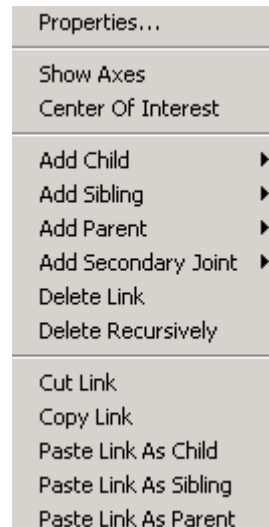 Properties...
Show Axes
Center Of Interest
Add Child
Add Sibling
Add Parent
Add Secondary Joint
Delete Link
Delete Recursively
Cut Link
Copy Link
Paste Link As Child
Paste Link As Sibling
Paste Link As Parent